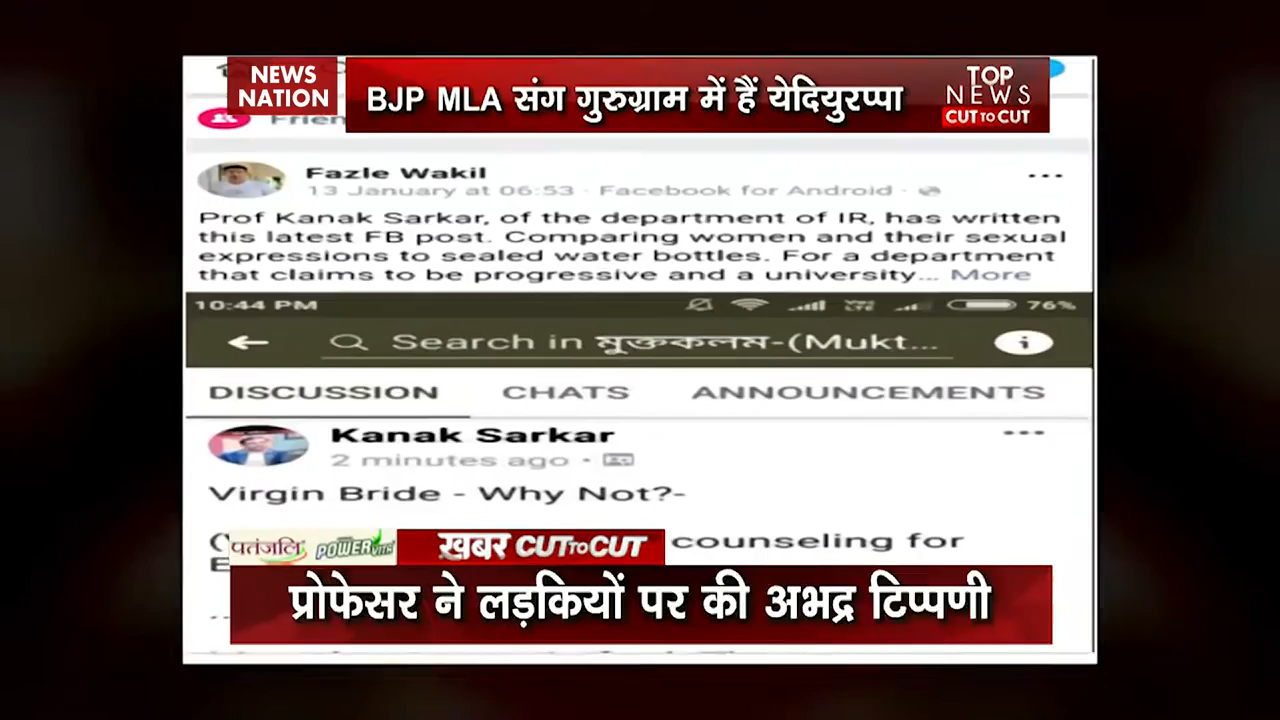 NEWS
NATION
BJP MLA संग गुरुग्राम में हैं येदियुरप्पा
TOP
NEWS
CUT TO CUT
Fazle Wakil
13 January at 06:53 · Facebook for Android ·
Prof Kanak Sarkar, of the department of IR, has written
this latest FB post. Comparing women and their sexual
expressions to sealed water bottles. For a department
that claims to be progressive and a university... More
10:44 PM
76%
Search in মুক্তকলম-(Mukt...
DISCUSSION CHATS ANNOUNCEMENTS
Kanak Sarkar
2 minutes ago ·
Virgin Bride - Why Not?-
counseling for
पतंजलि POWERVITA
ख़बर CUT TO CUT
प्रोफेसर ने लड़कियों पर की अभद्र टिप्पणी